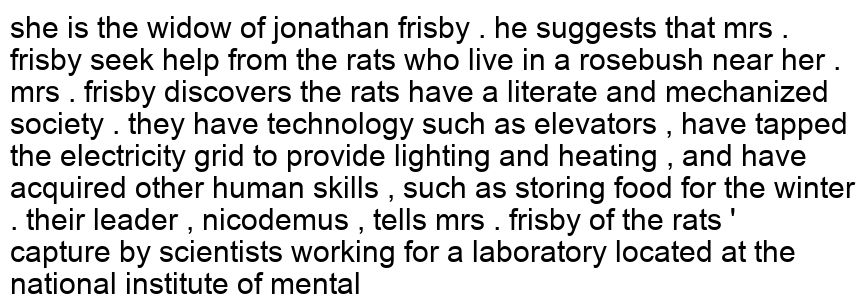 she is the widow of jonathan frisby . he suggests that mrs .
frisby seek help from the rats who live in a rosebush near her .
mrs . frisby discovers the rats have a literate and mechanized
society . they have technology such as elevators , have tapped
the electricity grid to provide lighting and heating , and have
acquired other human skills , such as storing food for the winter
. their leader , nicodemus , tells mrs . frisby of the rats '
capture by scientists working for a laboratory located at the
national institute of mental